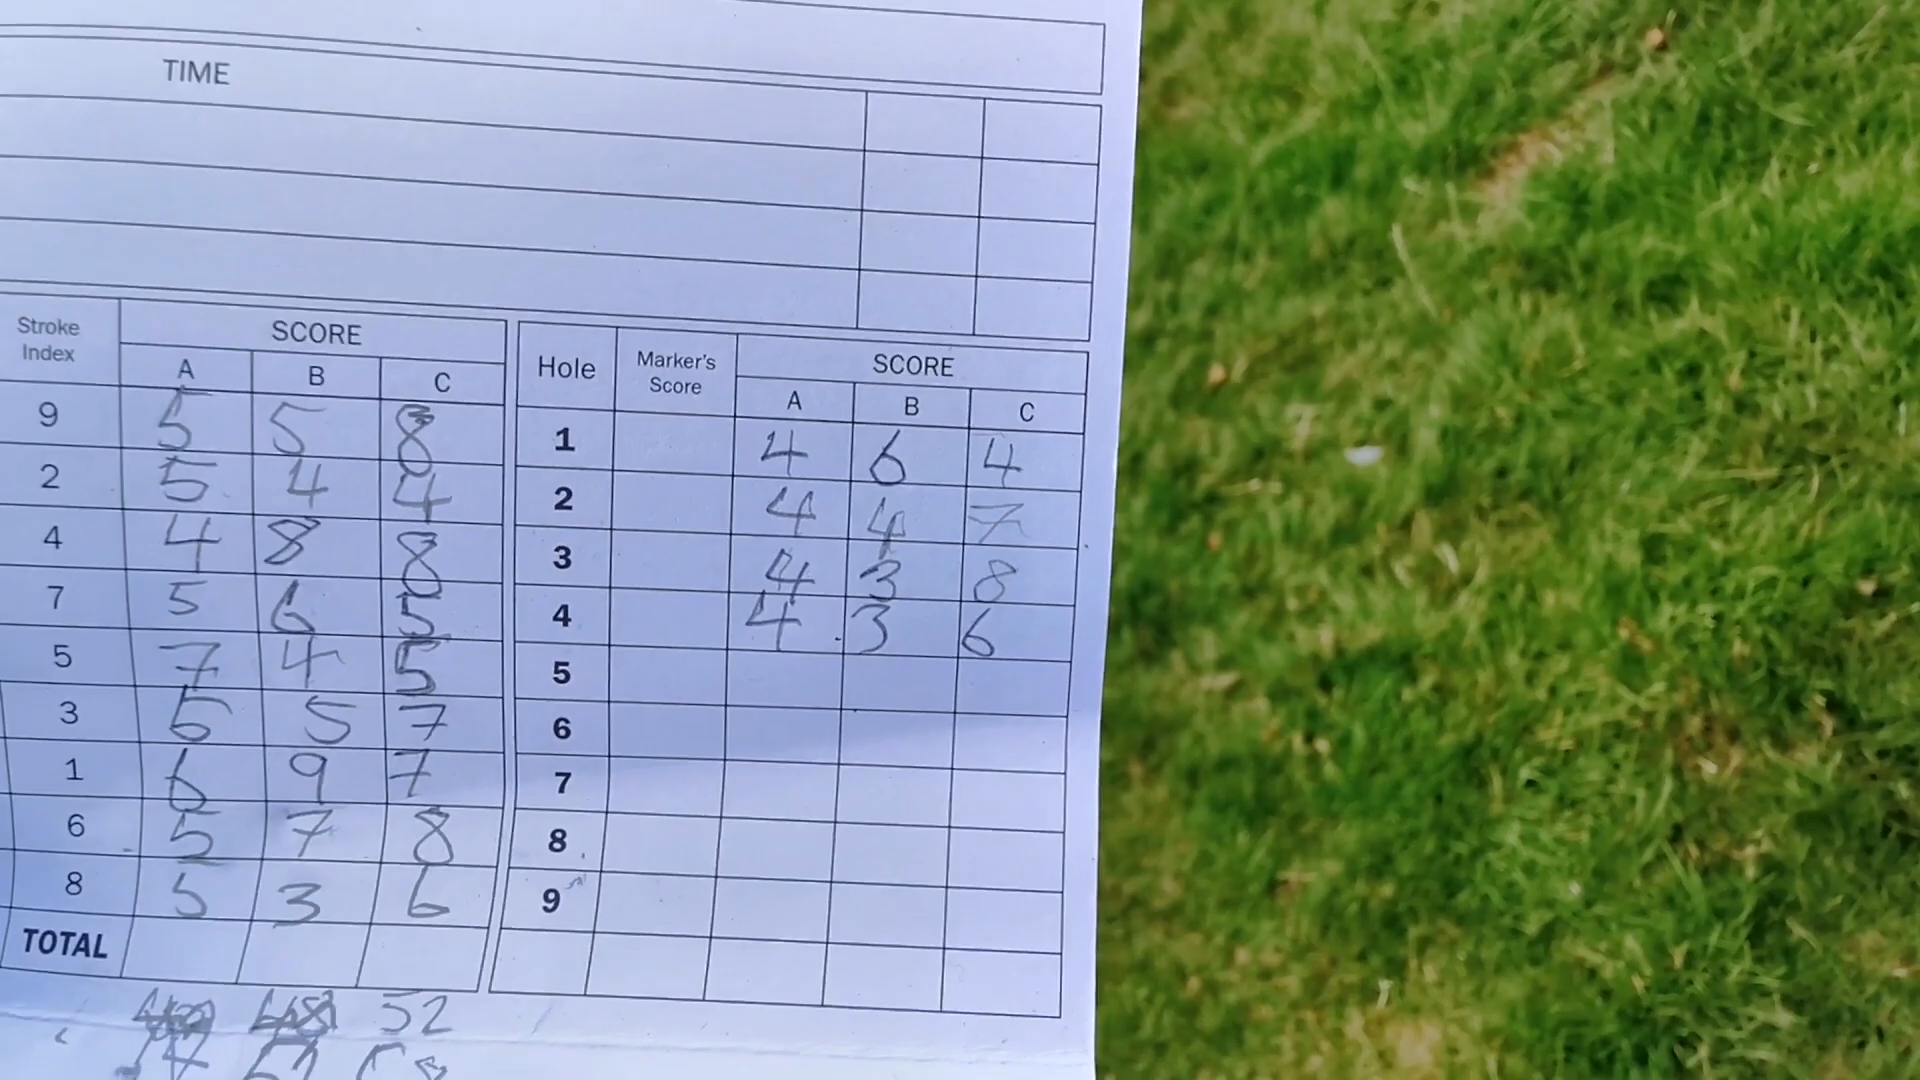 TIME
Stroke Index SCORE Hole Marker's Score SCORE
A B C A B C
9 5 5 8 1 4 6 4
2 5 4 4 2 4 4 7
4 4 8 8 3 4 3 8
7 5 6 5 4 4 3 6
5 7 4 5 5
3 5 5 7 6
1 6 9 7 7
6 5 7 8 8
8 5 3 6 9
TOTAL
52